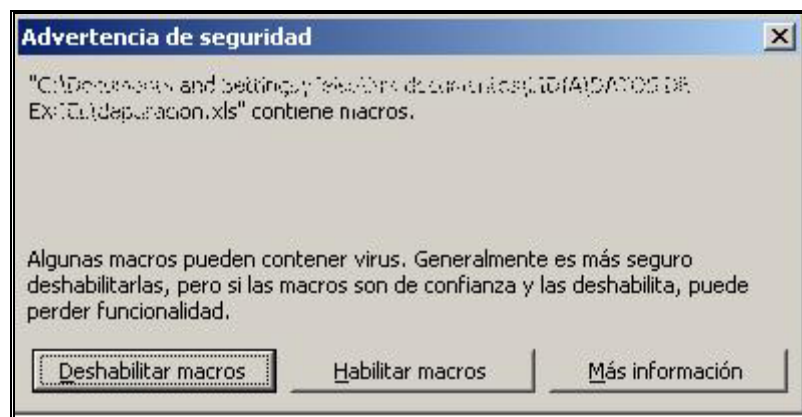 Advertencia de seguridad
and
contiene macros.
Algunas macros pueden contener virus. Generalmente es más seguro
deshabilitarlas, pero si las macros son de confianza y las deshabilita, puede
perder funcionalidad.
Deshabilitar macros Habilitar macros Más información